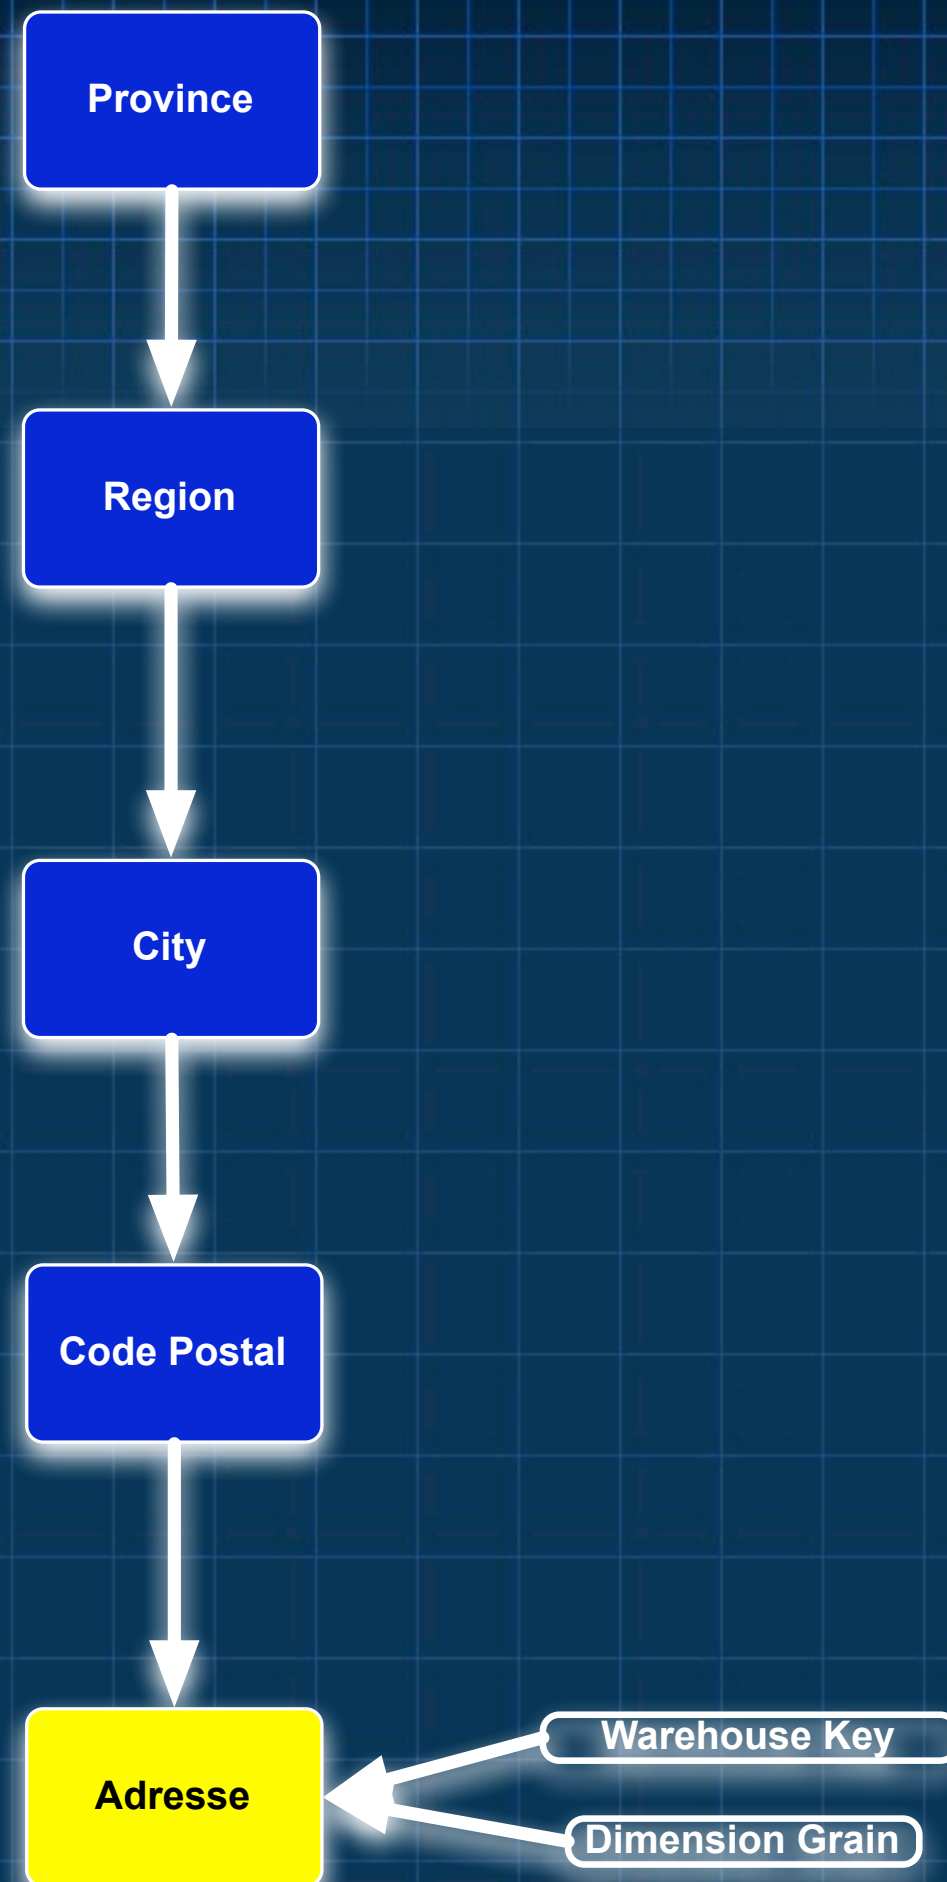 Province
Region
City
Code Postal
Adresse
Warehouse Key
Dimension Grain